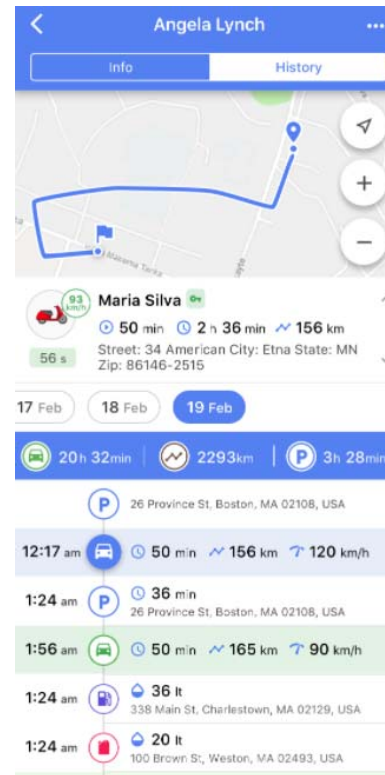 Angela Lynch
Info
History
Maxama Tanka
+
93
km/h
Maria Silva
50 min 2 h 36 min 156 km
56 s
Street: 34 American City: Etna State: MN
Zip: 86146-2515
17 Feb
18 Feb
19 Feb
20h 32min
2293km
P 3h 28min
P 26 Province St, Boston, MA 02108, USA
12:17 am 50 min 156 km 120 km/h
1:24 am P 36 min
26 Province St, Boston, MA 02108, USA
1:56 am 50 min 165 km 90 km/h
1:24 am 36 lt
338 Main St, Charlestown, MA 02129, USA
1:24 am 20 lt
100 Brown St, Weston, MA 02493, USA